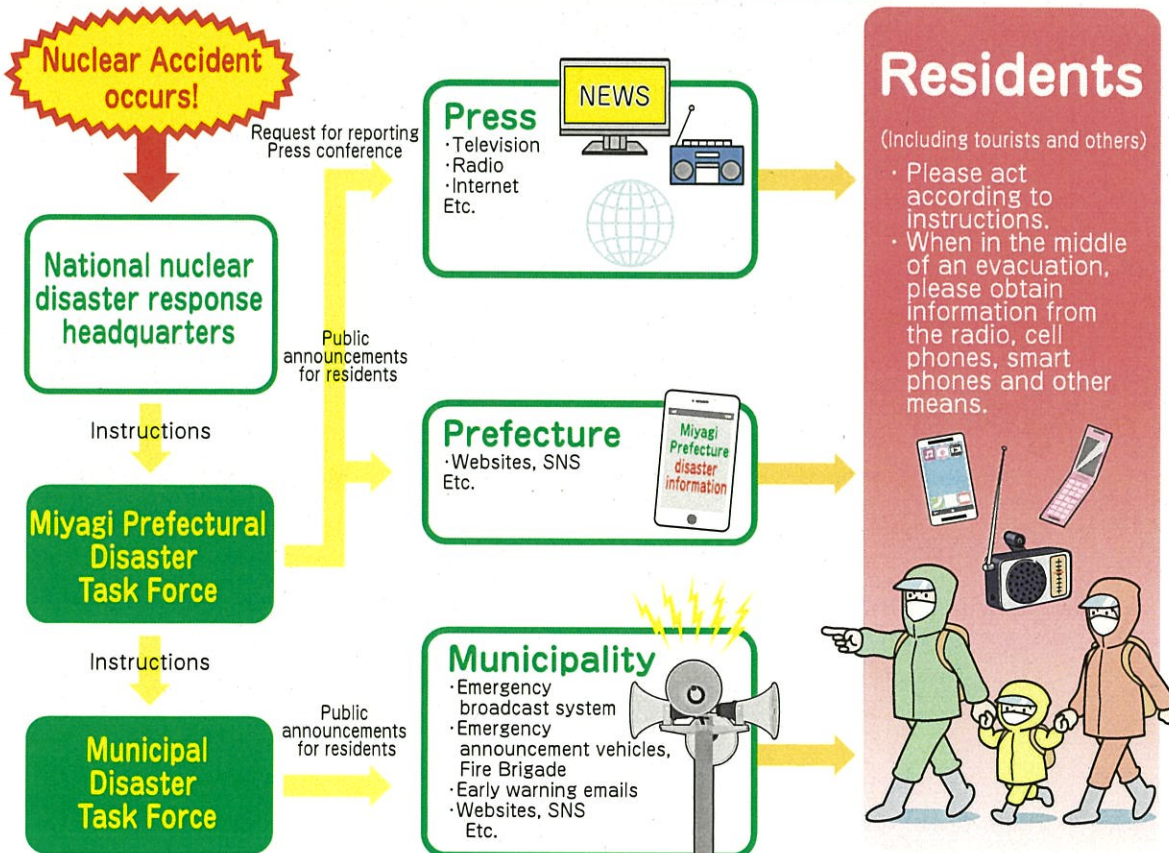 Nuclear Accident
occurs!
National nuclear
disaster response
headquarters
Instructions
Miyagi Prefectural
Disaster
Task Force
Instructions
Municipal
Disaster
Task Force
Request for reporting
Press conference
Public
announcements
for residents
Public
announcements
for residents
Press
·Television
·Radio
·Internet
Etc.
NEWS
Prefecture
·Websites, SNS
Etc.
Miyagi
Prefecture
disaster
information
Municipality
·Emergency
broadcast system
·Emergency
announcement vehicles,
Fire Brigade
·Early warning emails
·Websites, SNS
Etc.
Residents
(Including tourists and others)
· Please act
according to
instructions.
· When in the middle
of an evacuation,
please obtain
information from
the radio, cell
phones, smart
phones and other
means.